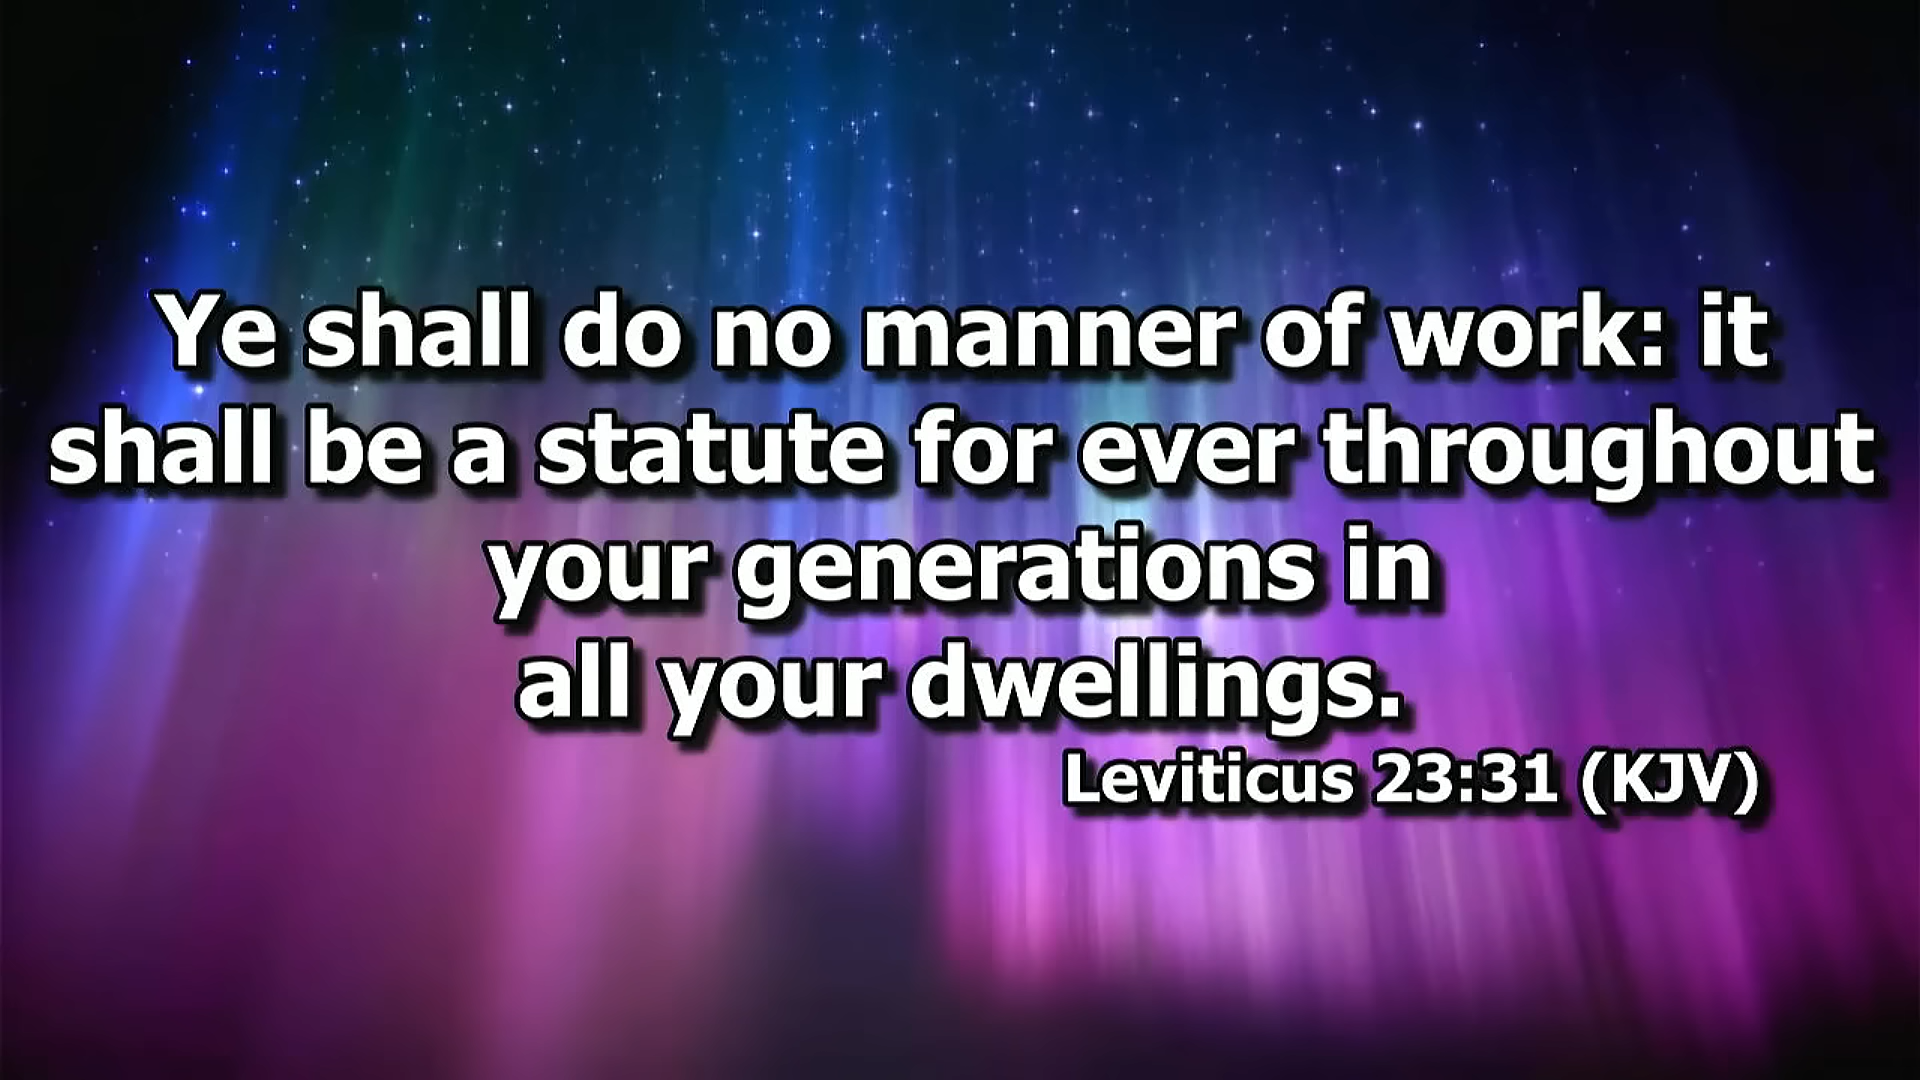 Ye shall do no manner of work: it
shall be a statute for ever throughout
your generations in
all your dwellings.
Leviticus 23:31 (KJV)